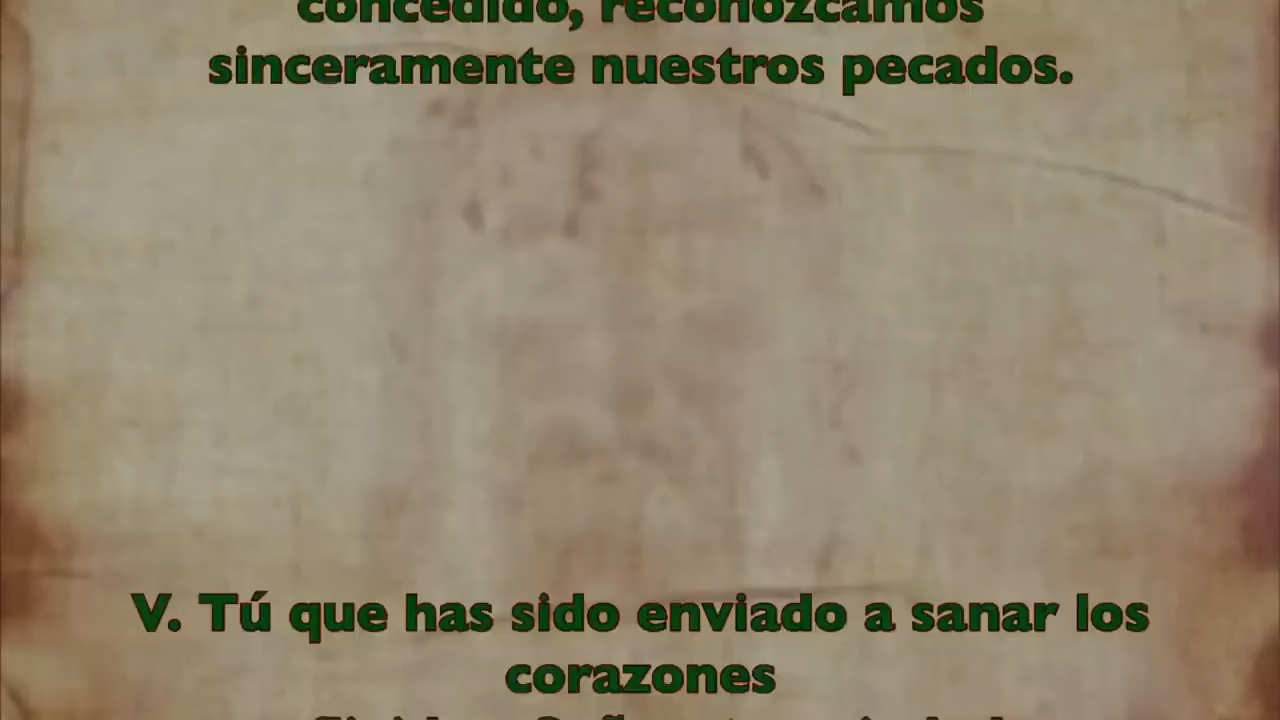 concedido, reconozcamos
sinceramente nuestros pecados.
V. Tú que has sido enviado a sanar los
corazones